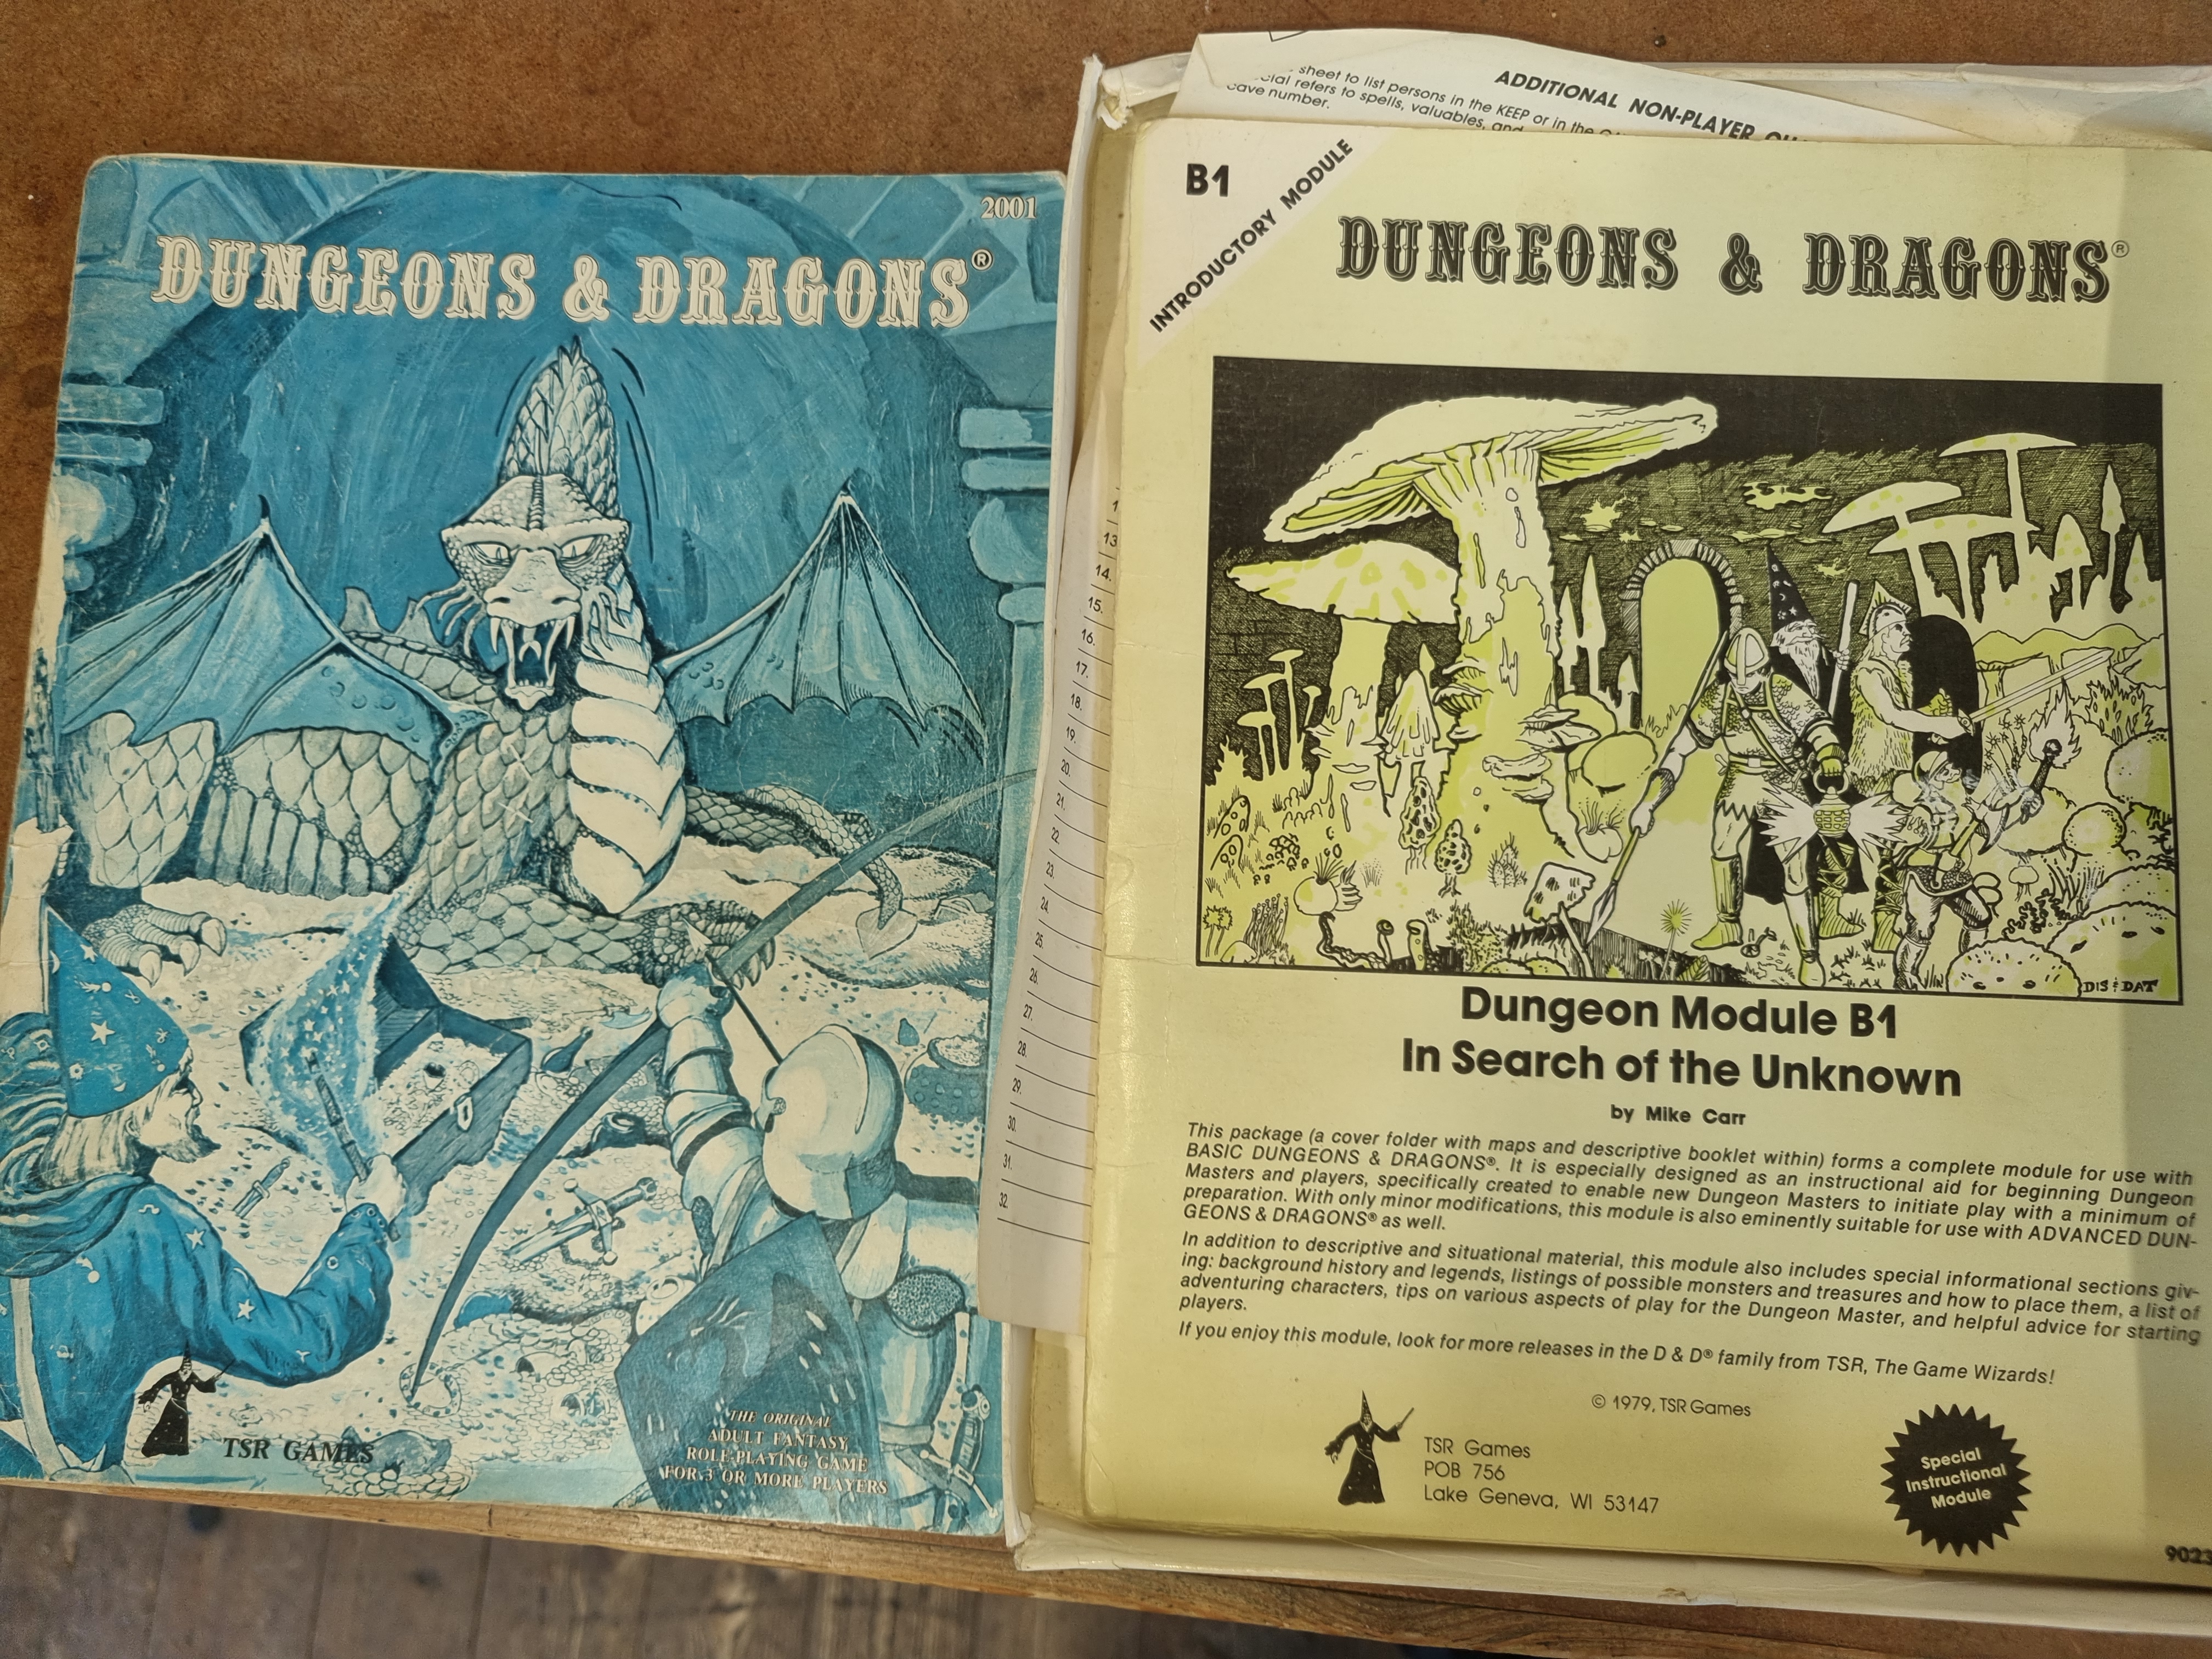 2001
DUNGEONS & DRAGONS®
TSR GAMES
THE ORIGINAL
ADULT FANTASY
ROLE-PLAYING GAME
FOR 3 OR MORE PLAYERS
sheet to list persons in the KEEP or in the
refers to spells, valuables, and
cave number.
ADDITIONAL NON-PLAYER
13
14.
15.
16.
17.
18.
19.
20.
21.
22.
23.
24.
25.
26.
27.
28.
29.
30.
31.
32.
B1
INTRODUCTORY MODULE
DUNGEONS & DRAGONS®
DIS & DAT
Dungeon Module B1
In Search of the Unknown
by Mike Carr
This package (a cover folder with maps and descriptive booklet within) forms a complete module for use with
BASIC DUNGEONS & DRAGONS®. It is especially designed as an instructional aid for beginning Dungeon
Masters and players, specifically created to enable new Dungeon Masters to initiate play with a minimum of
preparation. With only minor modifications, this module is also eminently suitable for use with ADVANCED DUN-
GEONS & DRAGONS® as well.
In addition to descriptive and situational material, this module also includes special informational sections giv-
ing: background history and legends, listings of possible monsters and treasures and how to place them, a list of
adventuring characters, tips on various aspects of play for the Dungeon Master, and helpful advice for starting
players.
If you enjoy this module, look for more releases in the D & D® family from TSR, The Game Wizards!
© 1979, TSR Games
TSR Games
POB 756
Lake Geneva, WI 53147
Special
Instructional
Module
9023